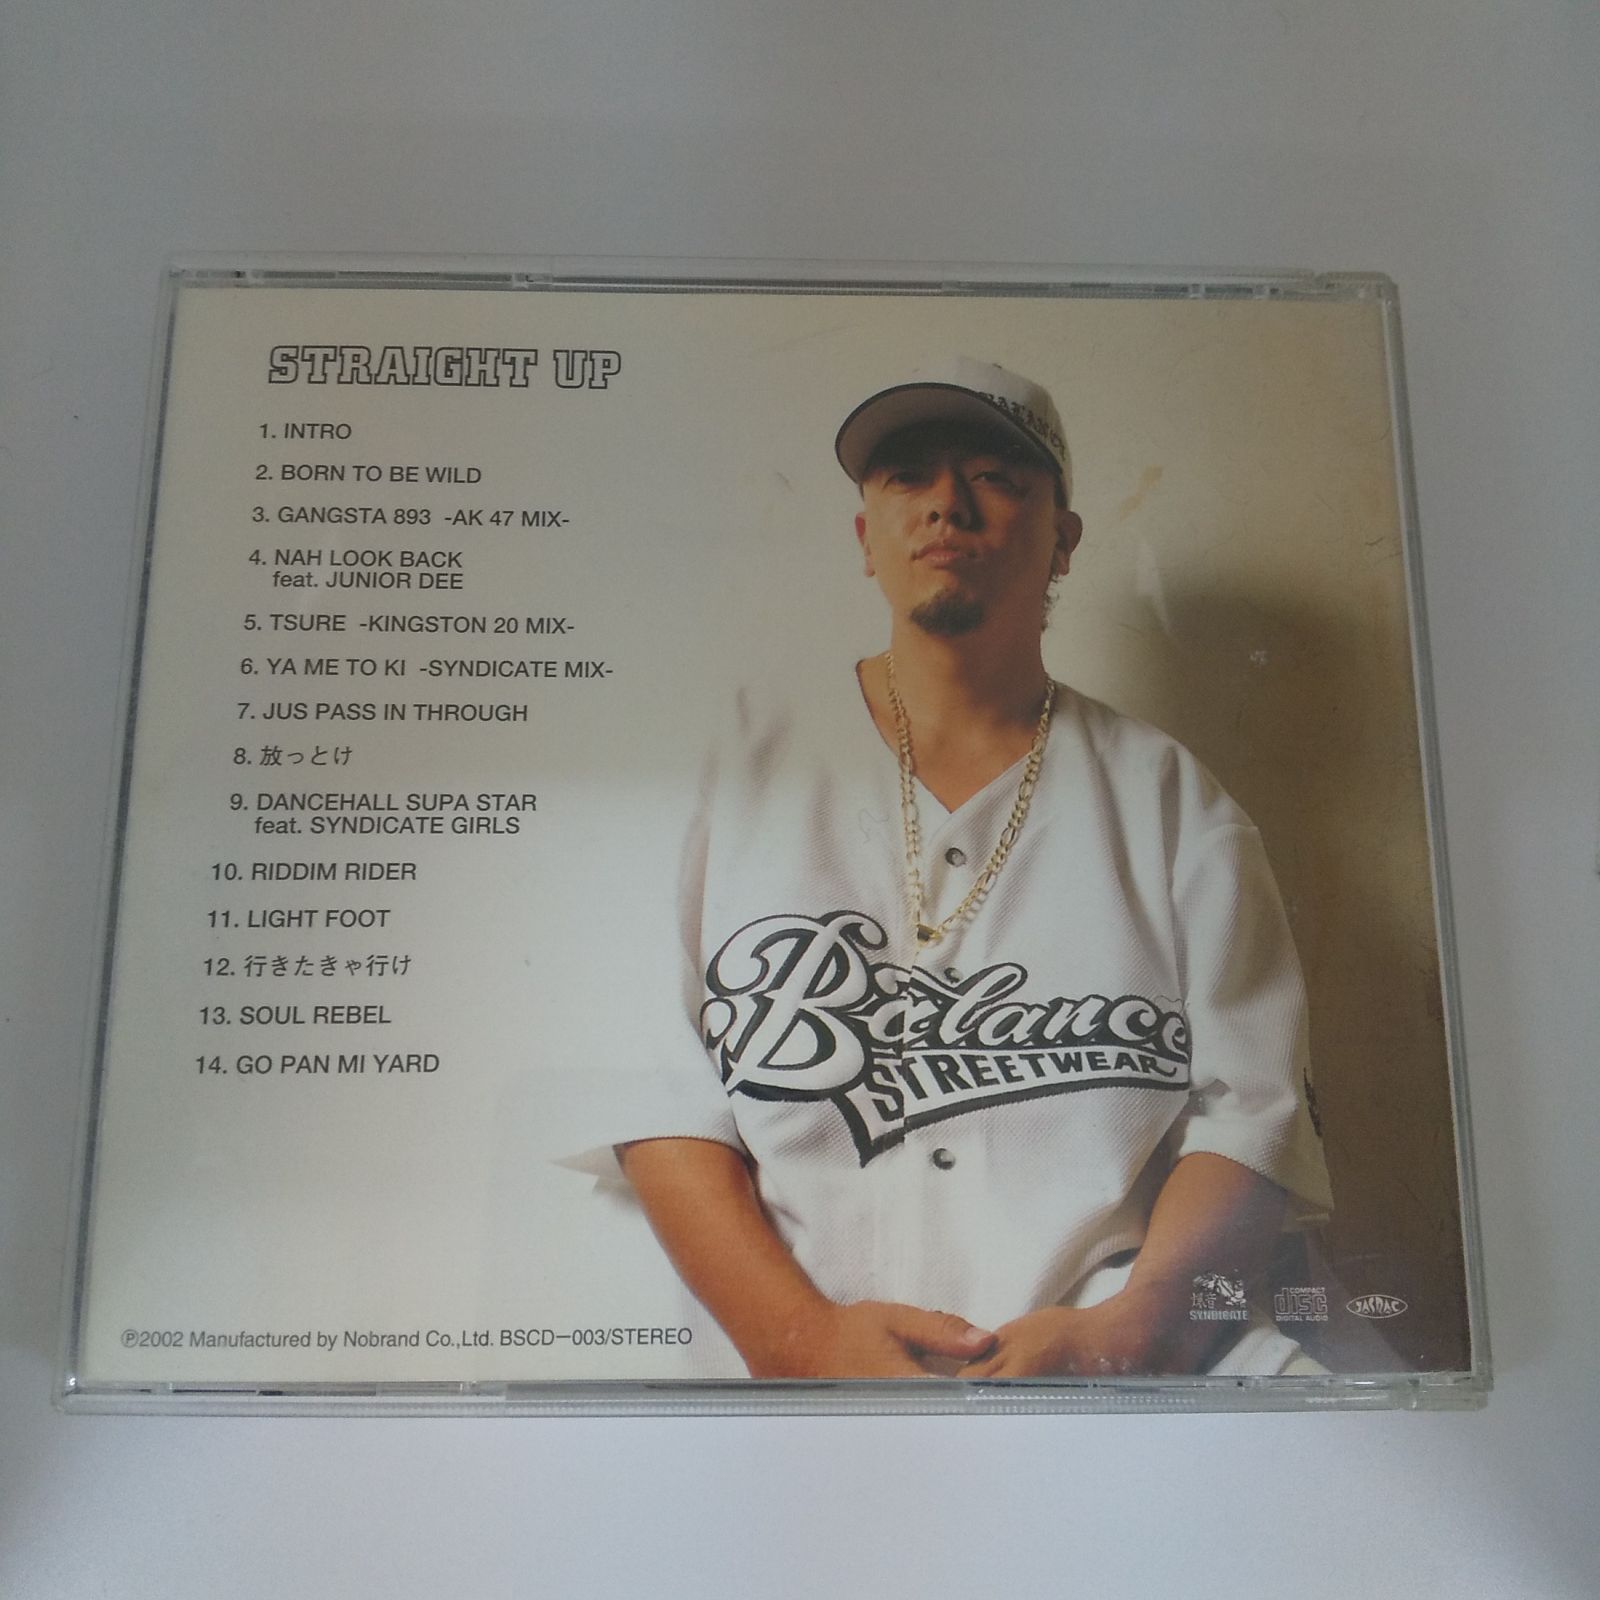 STRAIGHT UP
1. INTRO
2. BORN TO BE WILD
3. GANGSTA 893 -AK 47 MIX-
4. NAH LOOK BACK
feat. JUNIOR DEE
5. TSURE -KINGSTON 20 MIX-
6. YA ME TO KI -SYNDICATE MIX-
7. JUS PASS IN THROUGH
8. 放っとけ
9. DANCEHALL SUPA STAR
feat. SYNDICATE GIRLS
10. RIDDIM RIDER
11. LIGHT FOOT
12. 行きたきゃ行け
13. SOUL REBEL
14. GO PAN MI YARD
Balance
STREETWEAR
爆音
SYNDICATE
COMPACT
disc
DIGITAL AUDIO
JASRAC
Ⓟ2002 Manufactured by Nobrand Co.,Ltd. BSCD-003/STEREO